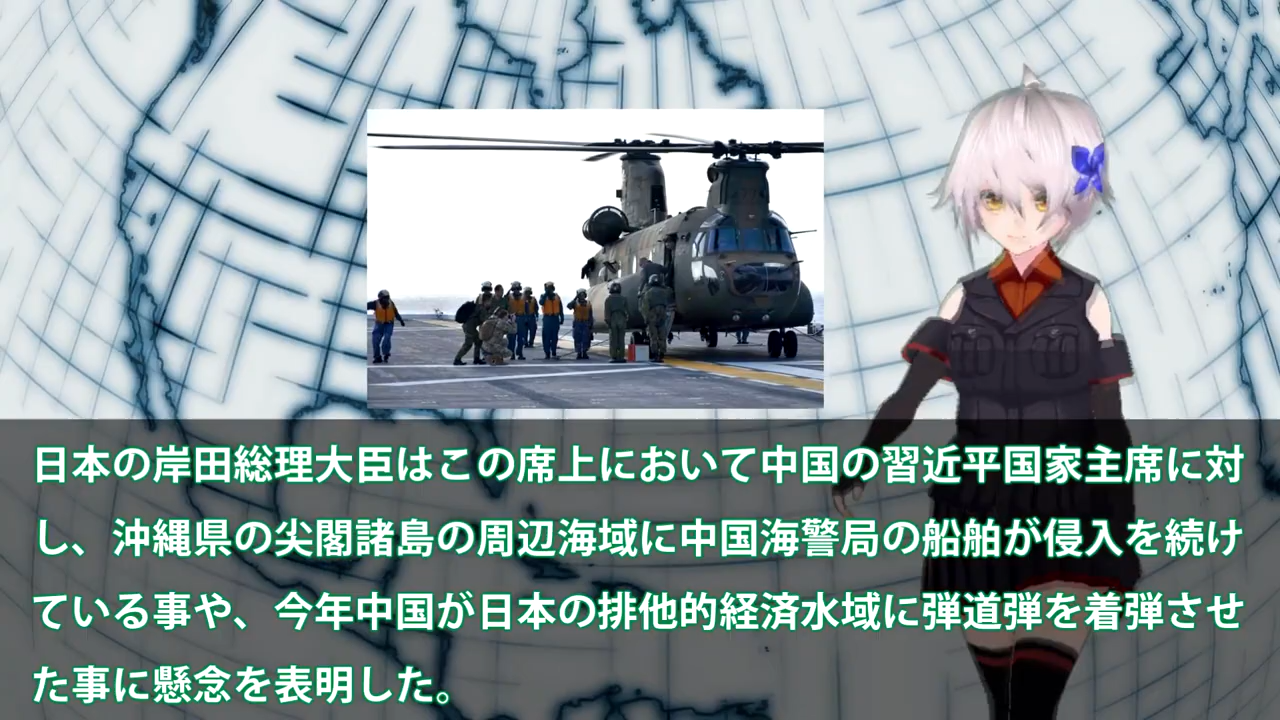 日本の岸田総理大臣はこの席上において中国の習近平国家主席に対
し、沖縄県の尖閣諸島の周辺海域に中国海警局の船舶が侵入を続け
ている事や、今年中国が日本の排他的経済水域に弾道弾を着弾させ
た事に懸念を表明した。